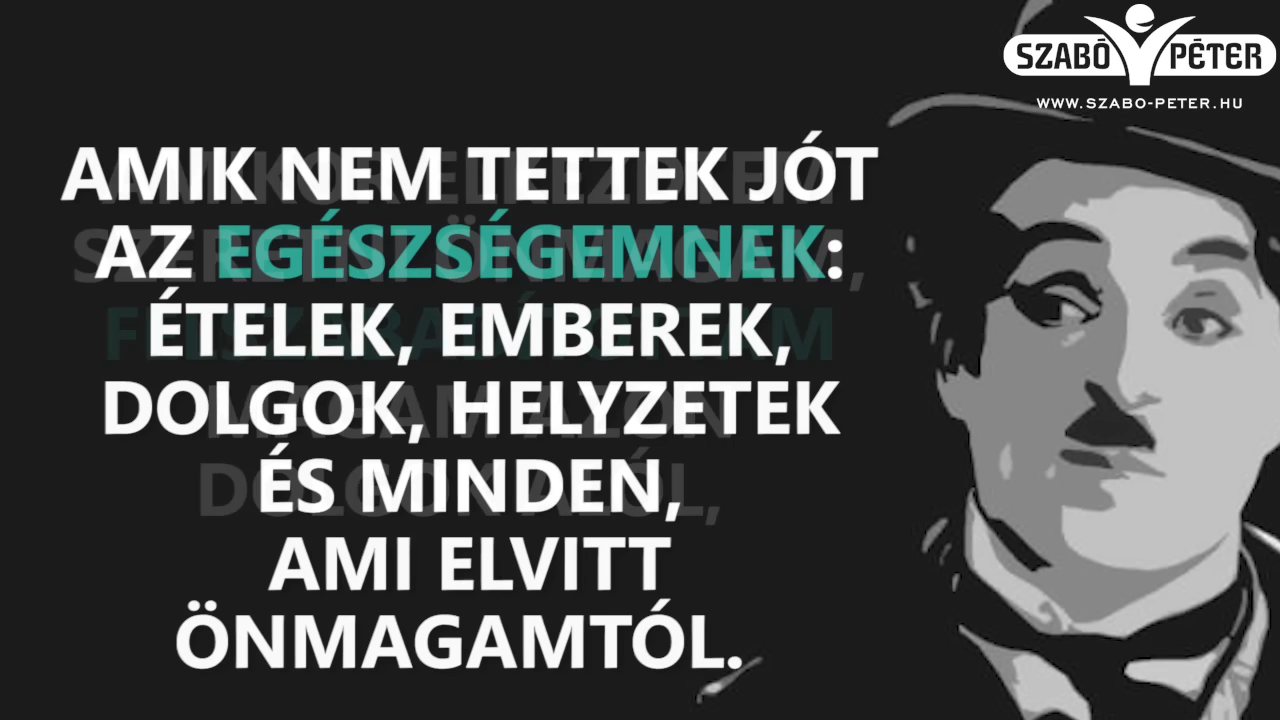 SZABÓ PÉTER
WWW.SZABO-PETER.HU
AMIK NEM TETTEK JÓT
AZ EGÉSZSÉGEMNEK:
ÉTELEK, EMBEREK,
DOLGOK, HELYZETEK
ÉS MINDEN,
AMI ELVITT
ÖNMAGAMTÓL.